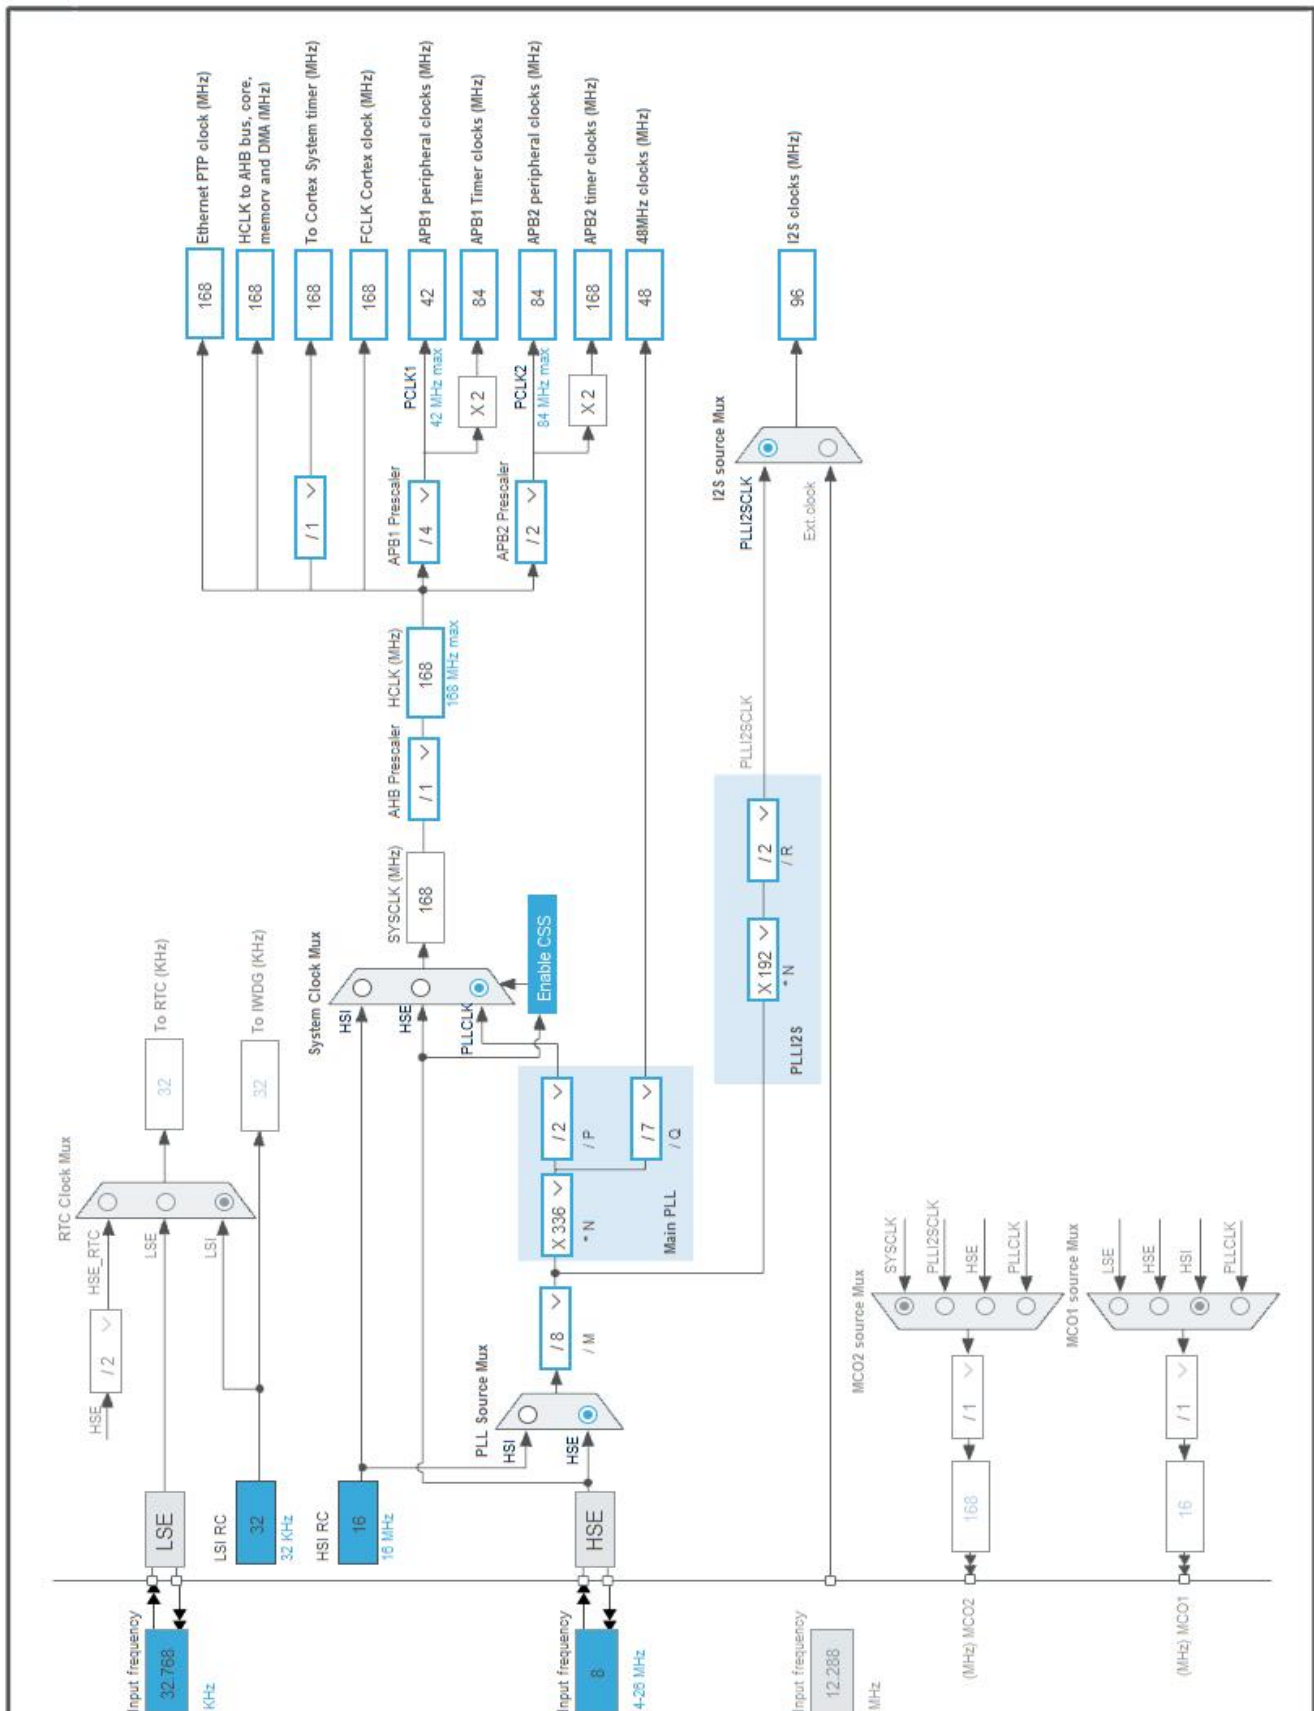 Input frequency
32.768
KHz
LSE
LSI RC
32
32 KHz
HSI RC
16
16 MHz
HSE
/ 2
HSE_RTC
LSE
LSI
RTC Clock Mux
32
To RTC (KHz)
32
To IWDG (KHz)
Input frequency
8
4-26 MHz
HSE
PLL Source Mux
HSI
HSE
/ 8
/ M
X 336
* N
/ 2
/ P
/ 7
/ Q
Main PLL
System Clock Mux
HSI
HSE
PLLCLK
Enable CSS
SYSCLK (MHz)
168
AHB Prescaler
/ 1
HCLK (MHz)
168
168 MHz max
/ 1
APB1 Prescaler
/ 4
PCLK1
42 MHz max
X 2
APB2 Prescaler
/ 2
PCLK2
84 MHz max
X 2
168
Ethernet PTP clock (MHz)
168
HCLK to AHB bus, core,
memory and DMA (MHz)
168
To Cortex System timer (MHz)
168
FCLK Cortex clock (MHz)
42
APB1 peripheral clocks (MHz)
84
APB1 Timer clocks (MHz)
84
APB2 peripheral clocks (MHz)
168
APB2 timer clocks (MHz)
48
48MHz clocks (MHz)
PLLI2S
X 192
* N
/ 2
/ R
PLLI2SCLK
I2S source Mux
PLLI2SCLK
Ext.clock
96
I2S clocks (MHz)
Input frequency
12.288
MHz
MCO2 source Mux
SYSCLK
PLLI2SCLK
HSE
PLLCLK
/ 1
168
(MHz) MCO2
MCO1 source Mux
LSE
HSE
HSI
PLLCLK
/ 1
16
(MHz) MCO1